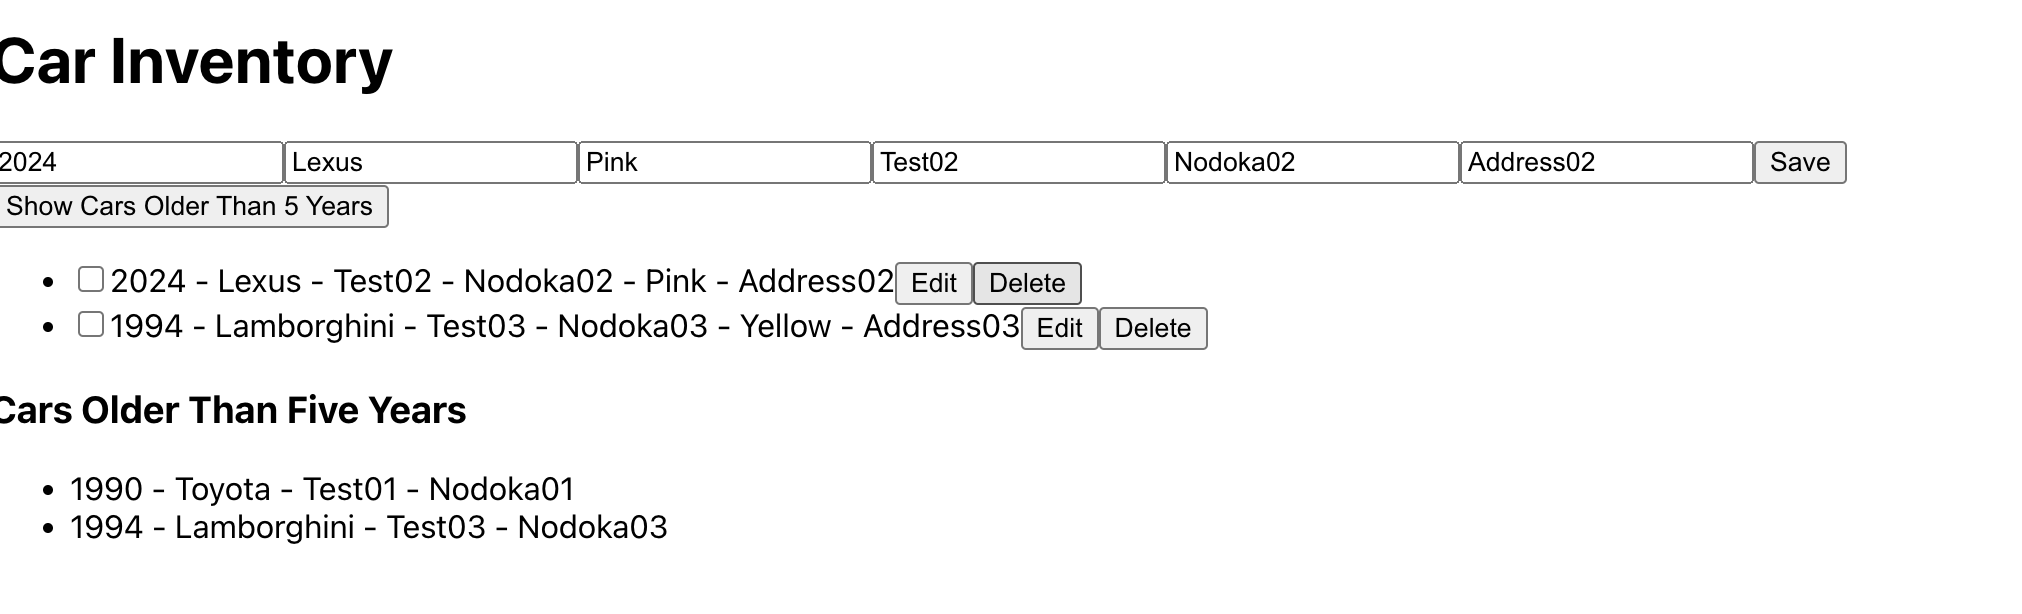 Car Inventory
2024 Lexus Pink Test02 Nodoka02 Address02 Save
Show Cars Older Than 5 Years
2024 - Lexus - Test02 - Nodoka02 - Pink - Address02 Edit Delete
1994 - Lamborghini - Test03 - Nodoka03 - Yellow - Address03 Edit Delete
Cars Older Than Five Years
1990 - Toyota - Test01 - Nodoka01
1994 - Lamborghini - Test03 - Nodoka03